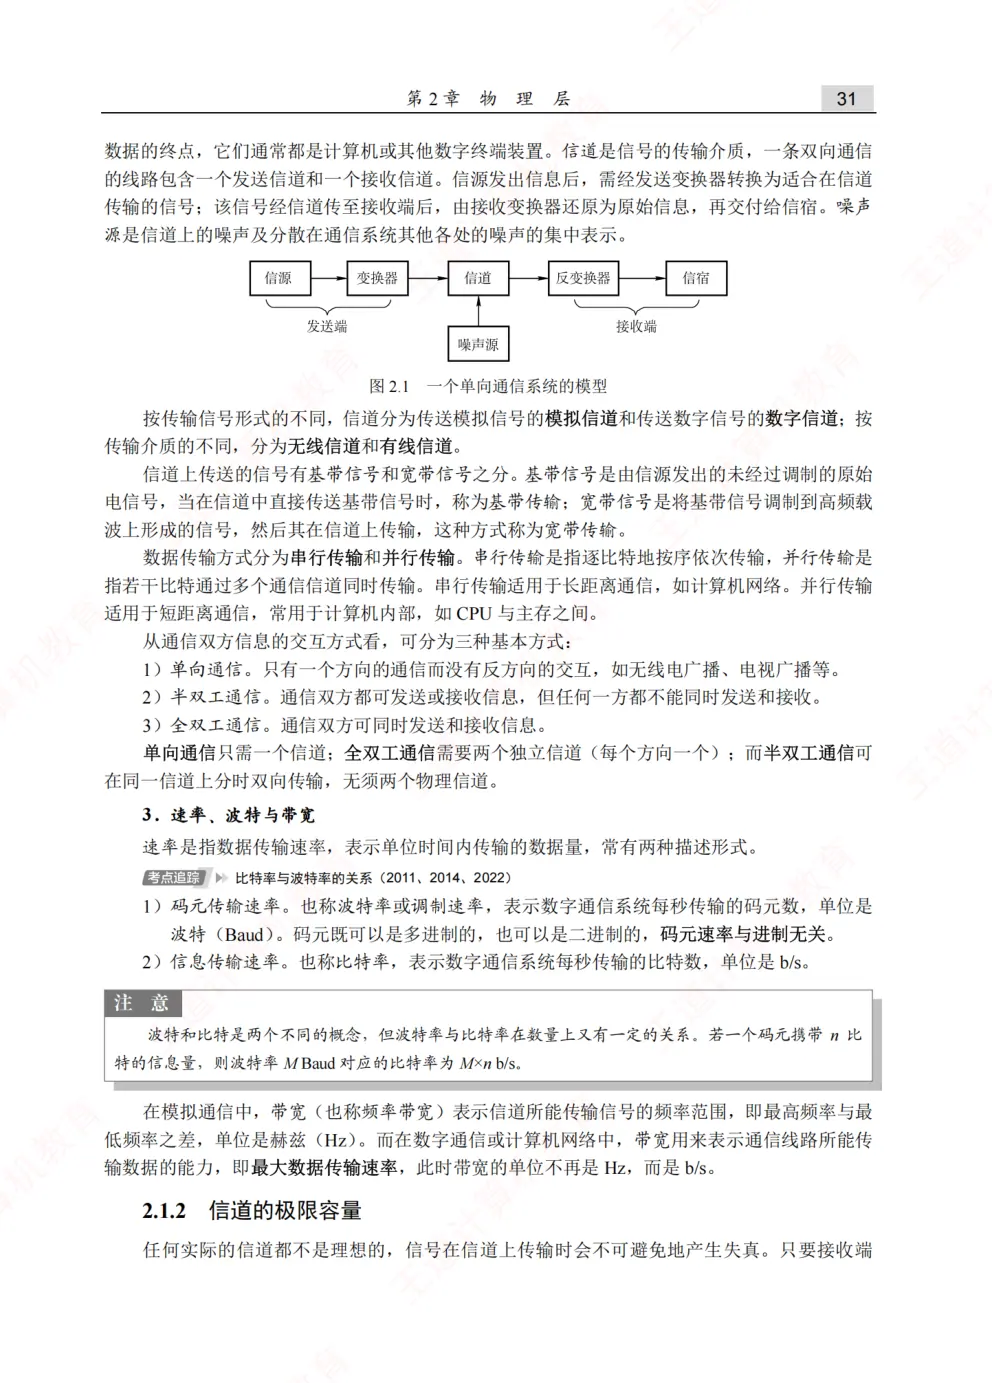 第 2 章 物 理 层
31
数据的终点，它们通常都是计算机或其他数字终端装置。信道是信号的传输介质，一条双向通信
的线路包含一个发送信道和一个接收信道。信源发出信息后，需经发送变换器转换为适合在信道
传输的信号；该信号经信道传至接收端后，由接收变换器还原为原始信息，再交付给信宿。噪声
源是信道上的噪声及分散在通信系统其他各处的噪声的集中表示。
信源 变换器 信道 反变换器 信宿
发送端 接收端
噪声源
图 2.1 一个单向通信系统的模型
按传输信号形式的不同，信道分为传送模拟信号的模拟信道和传送数字信号的数字信道；按
传输介质的不同，分为无线信道和有线信道。
信道上传送的信号有基带信号和宽带信号之分。基带信号是由信源发出的未经过调制的原始
电信号，当在信道中直接传送基带信号时，称为基带传输；宽带信号是将基带信号调制到高频载
波上形成的信号，然后其在信道上传输，这种方式称为宽带传输。
数据传输方式分为串行传输和并行传输。串行传输是指逐比特地按序依次传输，并行传输是
指若干比特通过多个通信信道同时传输。串行传输适用于长距离通信，如计算机网络。并行传输
适用于短距离通信，常用于计算机内部，如 CPU 与主存之间。
从通信双方信息的交互方式看，可分为三种基本方式：
1）单向通信。只有一个方向的通信而没有反方向的交互，如无线电广播、电视广播等。
2）半双工通信。通信双方都可发送或接收信息，但任何一方都不能同时发送和接收。
3）全双工通信。通信双方可同时发送和接收信息。
单向通信只需一个信道；全双工通信需要两个独立信道（每个方向一个）；而半双工通信可
在同一信道上分时双向传输，无须两个物理信道。
3．速率、波特与带宽
速率是指数据传输速率，表示单位时间内传输的数据量，常有两种描述形式。
考点追踪 比特率与波特率的关系（2011、2014、2022）
1）码元传输速率。也称波特率或调制速率，表示数字通信系统每秒传输的码元数，单位是
波特（Baud）。码元既可以是多进制的，也可以是二进制的，码元速率与进制无关。
2）信息传输速率。也称比特率，表示数字通信系统每秒传输的比特数，单位是 b/s。
注 意
波特和比特是两个不同的概念，但波特率与比特率在数量上又有一定的关系。若一个码元携带 n 比
特的信息量，则波特率 M Baud 对应的比特率为 M×n b/s。
在模拟通信中，带宽（也称频率带宽）表示信道所能传输信号的频率范围，即最高频率与最
低频率之差，单位是赫兹（Hz）。而在数字通信或计算机网络中，带宽用来表示通信线路所能传
输数据的能力，即最大数据传输速率，此时带宽的单位不再是 Hz，而是 b/s。
2.1.2 信道的极限容量
任何实际的信道都不是理想的，信号在信道上传输时会不可避免地产生失真。只要接收端